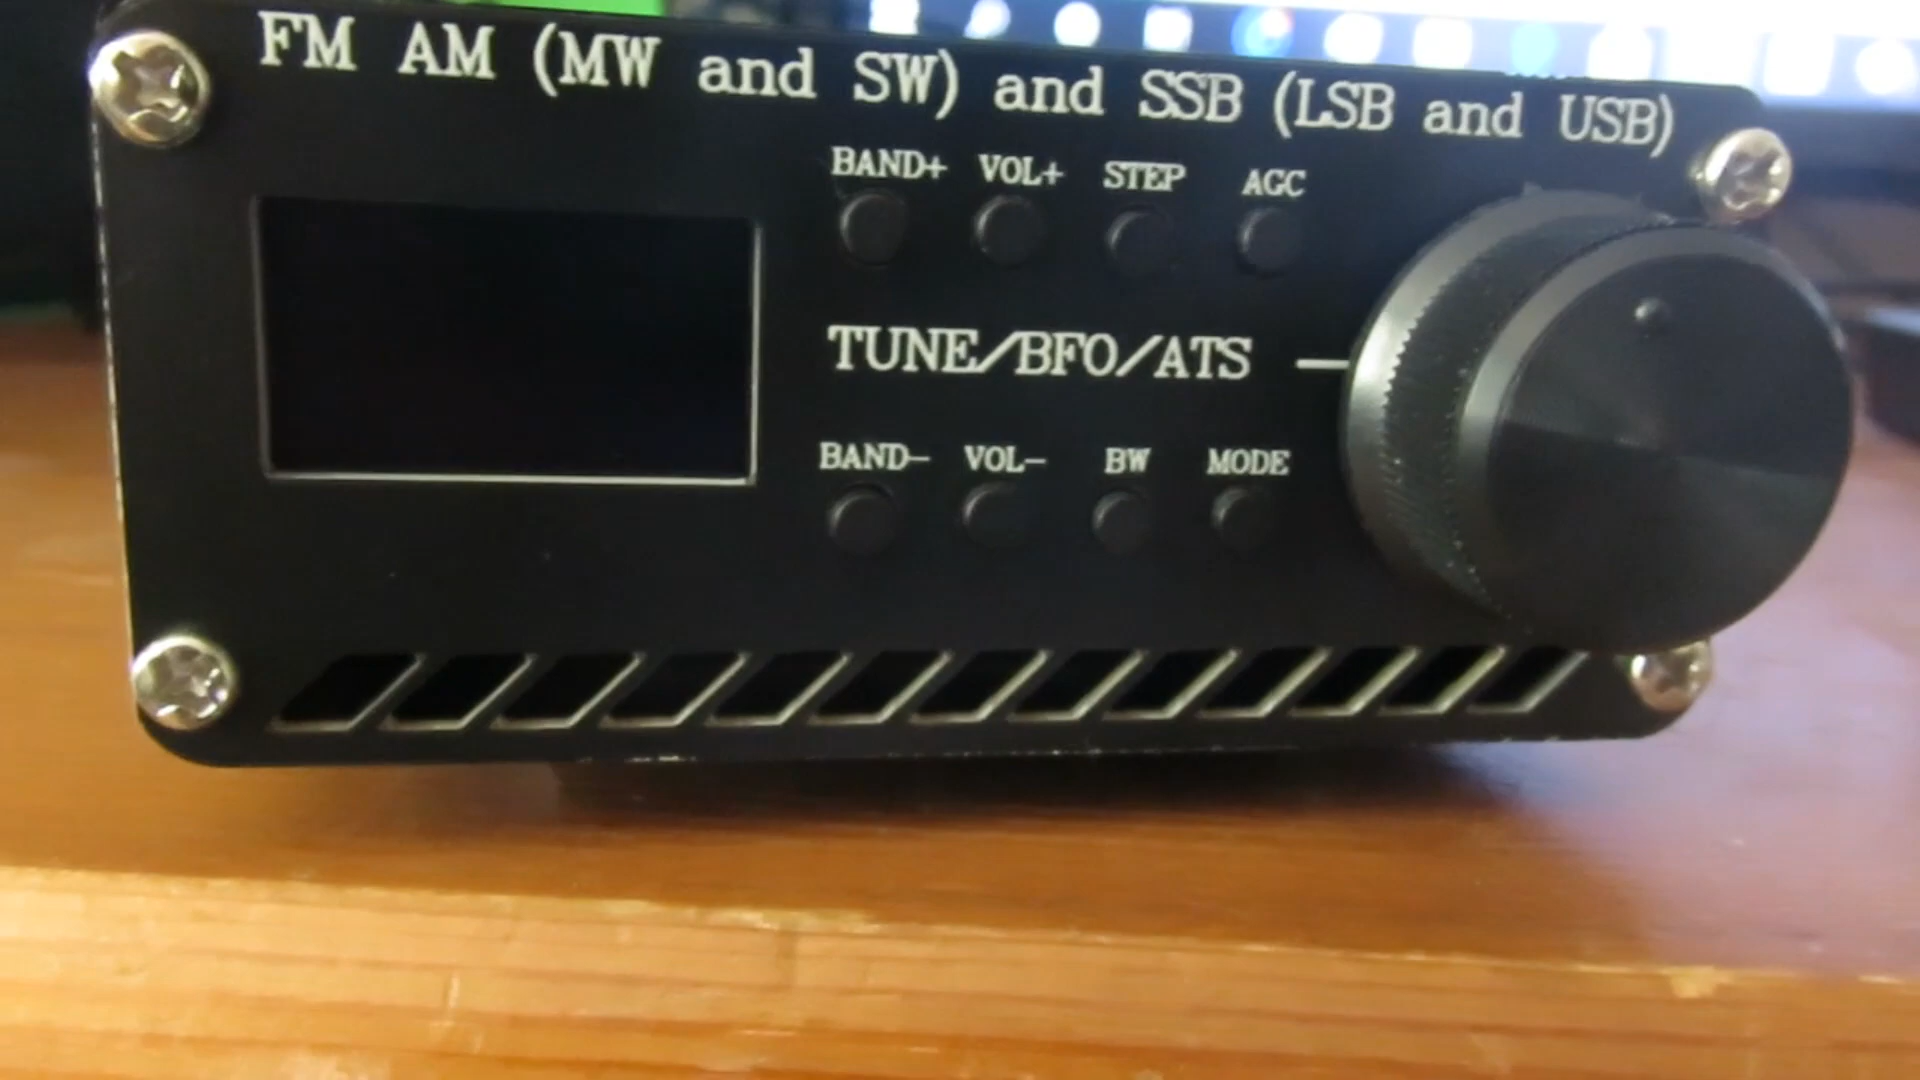 FM AM (MW and SW) and SSB (LSB and USB)
BAND+ VOL+ STEP AGC
TUNE/BFO/ATS
BAND- VOL- BW MODE